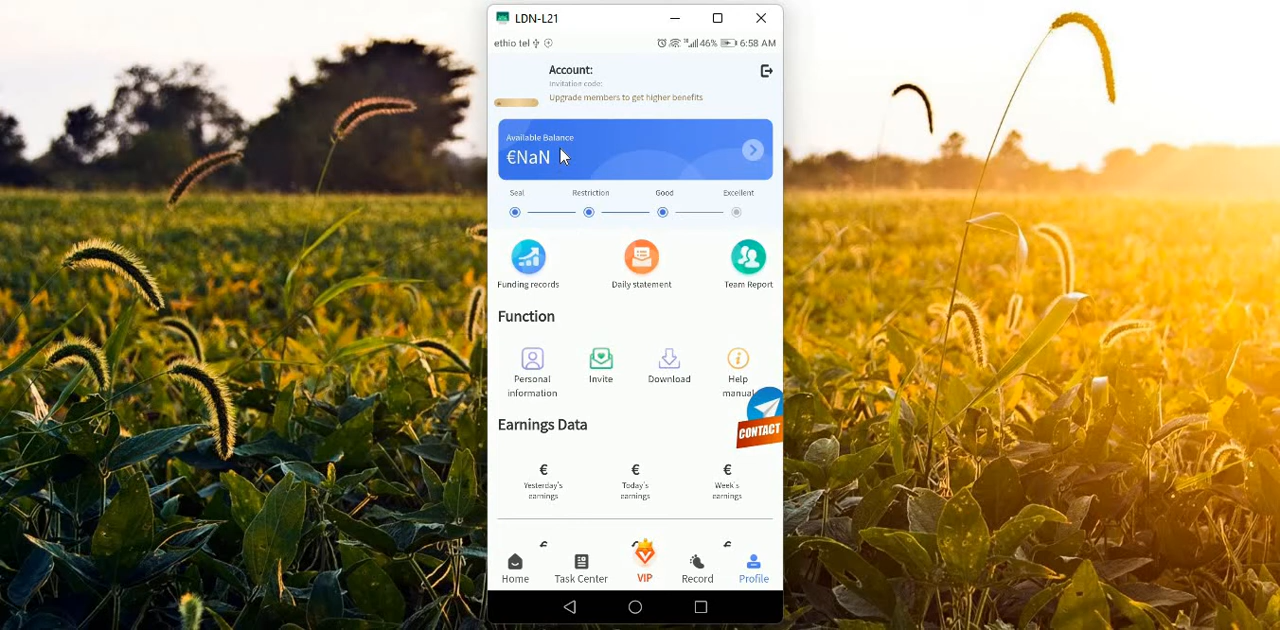 LDN-L21
ethio tel
46% 6:58 AM
Account:
Invitation code:
Upgrade members to get higher benefits
Available Balance
€NaN
Seal Restriction Good Excellent
Funding records Daily statement Team Report
Function
Personal information Invite Download Help manual
CONTACT
Earnings Data
€ € €
Yesterday's earnings Today's earnings Week's earnings
Home Task Center VIP Record Profile